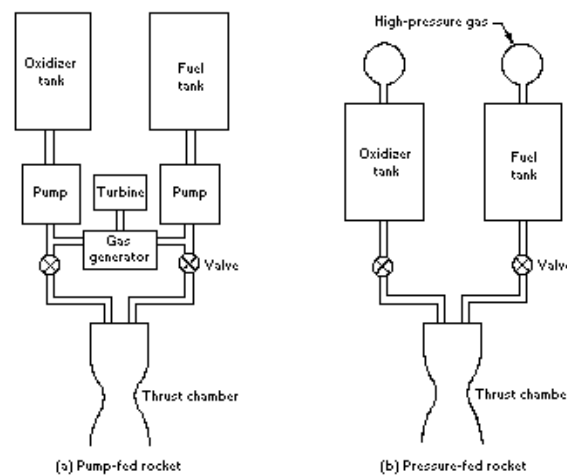 High-pressure gas
Oxidizer
tank
Fuel
tank
Pump
Turbine
Pump
Gas
generator
Valve
Thrust chamber
(a) Pump-fed rocket
Oxidizer
tank
Fuel
tank
Valve
Thrust chamber
(b) Pressure-fed rocket